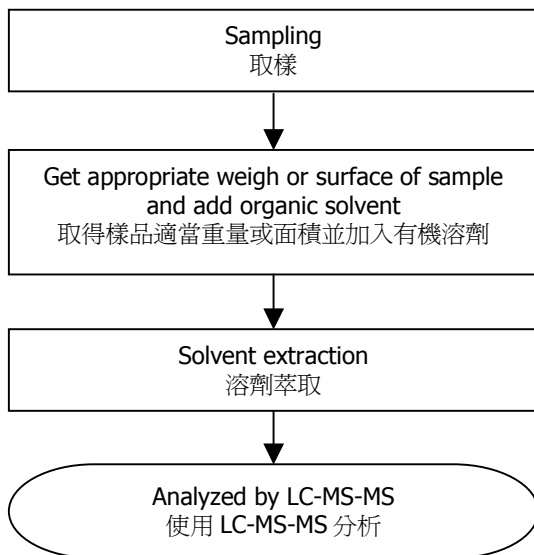 Sampling
取樣
Get appropriate weigh or surface of sample
and add organic solvent
取得樣品適當重量或面積並加入有機溶劑
Solvent extraction
溶劑萃取
Analyzed by LC-MS-MS
使用 LC-MS-MS 分析